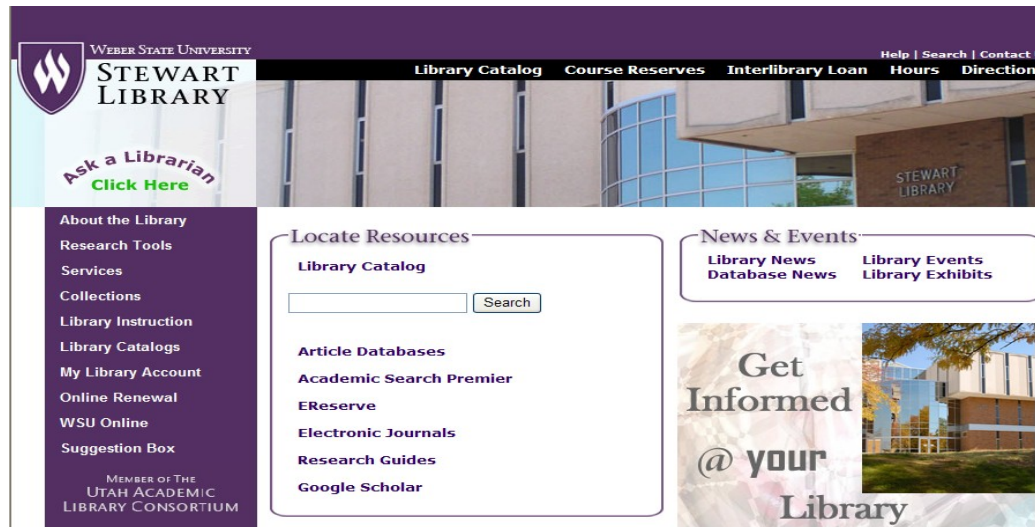 WEBER STATE UNIVERSITY
STEWART
LIBRARY
Help | Search | Contact
Library Catalog Course Reserves Interlibrary Loan Hours Direction
Ask a Librarian
Click Here
STEWART
LIBRARY
About the Library
Research Tools
Services
Collections
Library Instruction
Library Catalogs
My Library Account
Online Renewal
WSU Online
Suggestion Box
MEMBER OF THE
UTAH ACADEMIC
LIBRARY CONSORTIUM
Locate Resources
Library Catalog
Search
Article Databases
Academic Search Premier
EReserve
Electronic Journals
Research Guides
Google Scholar
News & Events
Library News Library Events
Database News Library Exhibits
Get
Informed
@ your
Library